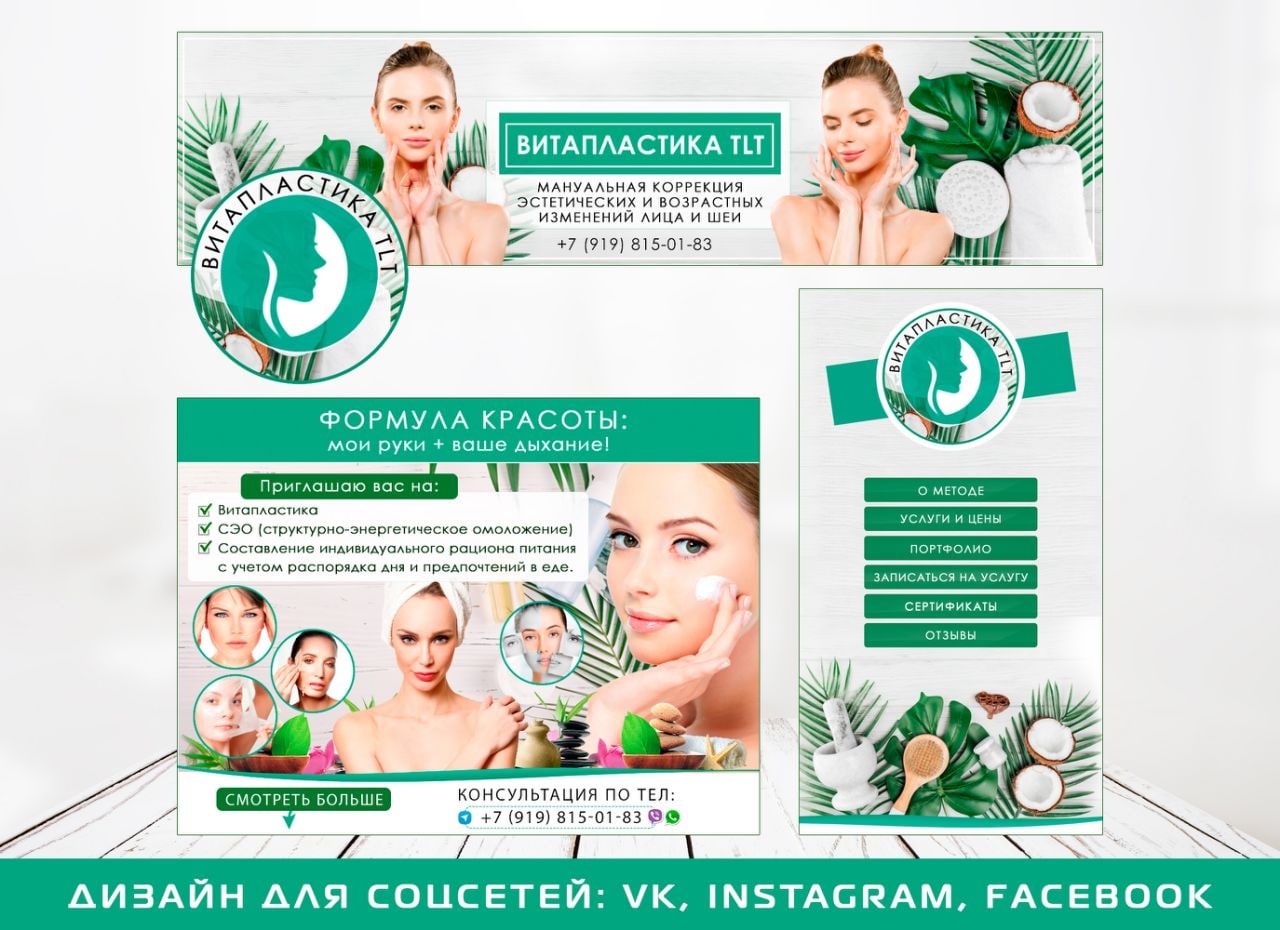 ВИТАПЛАСТИКА TLT
МАНУАЛЬНАЯ КОРРЕКЦИЯ
ЭСТЕТИЧЕСКИХ И ВОЗРАСТНЫХ
ИЗМЕНЕНИЙ ЛИЦА И ШЕИ
+7 (919) 815-01-83
ВИТАПЛАСТИКА TLT
ФОРМУЛА КРАСОТЫ:
мои руки + ваше дыхание!
Приглашаю вас на:
Витапластика
СЭО (структурно-энергетическое омоложение)
Составление индивидуального рациона питания
с учетом распорядка дня и предпочтений в еде.
СМОТРЕТЬ БОЛЬШЕ
КОНСУЛЬТАЦИЯ ПО ТЕЛ:
+7 (919) 815-01-83
ВИТАПЛАСТИКА TLT
О МЕТОДЕ
УСЛУГИ И ЦЕНЫ
ПОРТФОЛИО
ЗАПИСАТЬСЯ НА УСЛУГУ
СЕРТИФИКАТЫ
ОТЗЫВЫ
ДИЗАЙН ДЛЯ СОЦСЕТЕЙ: VK, INSTAGRAM, FACEBOOK